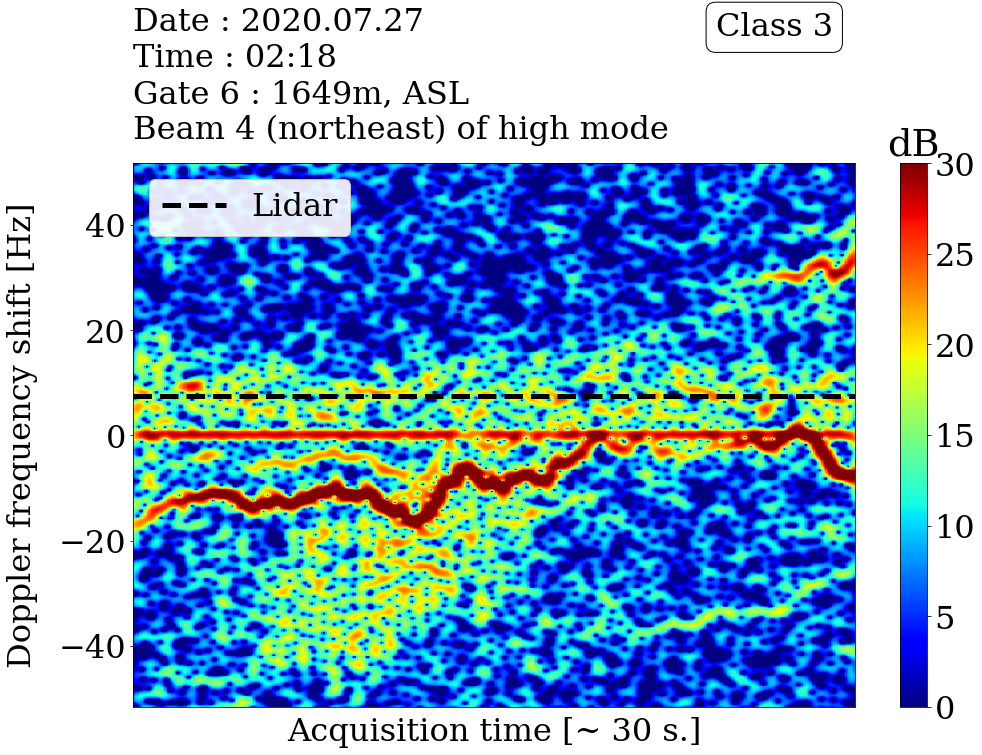 Date : 2020.07.27
Time : 02:18
Gate 6 : 1649m, ASL
Beam 4 (northeast) of high mode
Class 3
dB
Lidar
Doppler frequency shift [Hz]
40
20
0
−20
−40
30
25
20
15
10
5
0
Acquisition time [~ 30 s.]